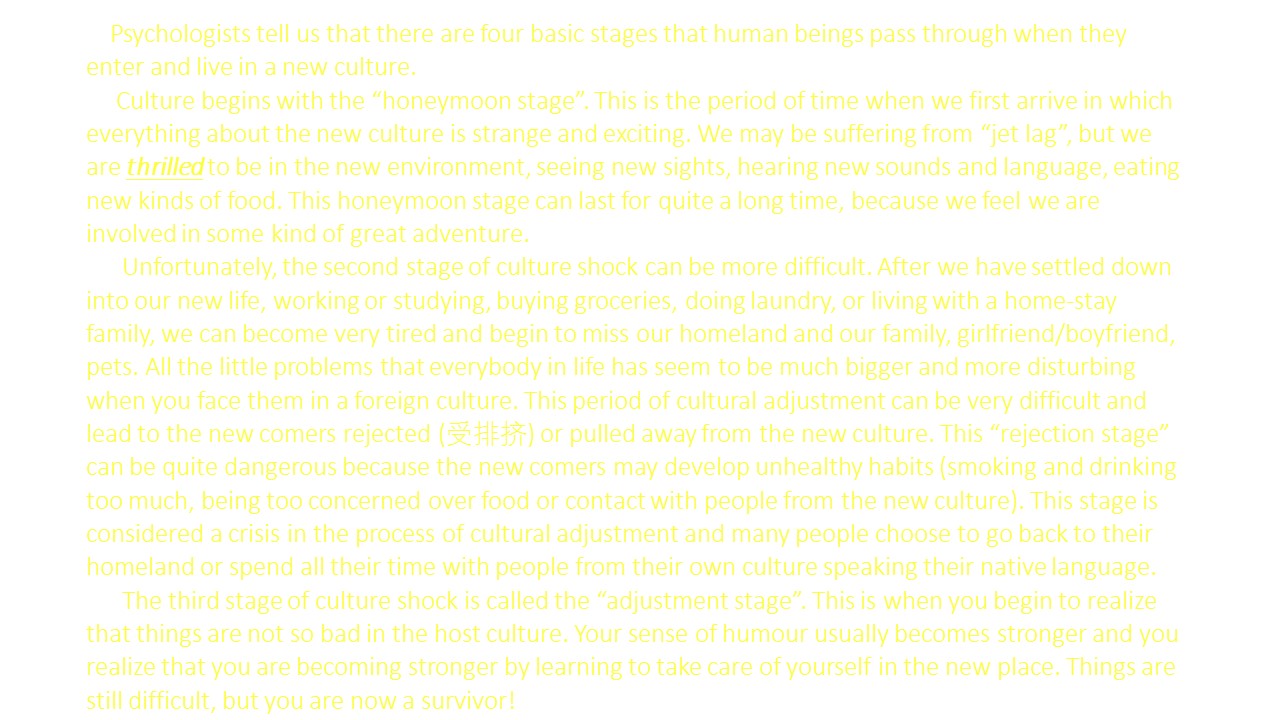 Psychologists tell us that there are four basic stages that human beings pass through when they
enter and live in a new culture.
Culture begins with the “honeymoon stage”. This is the period of time when we first arrive in which
everything about the new culture is strange and exciting. We may be suffering from “jet lag”, but we
are thrilled to be in the new environment, seeing new sights, hearing new sounds and language, eating
new kinds of food. This honeymoon stage can last for quite a long time, because we feel we are
involved in some kind of great adventure.
Unfortunately, the second stage of culture shock can be more difficult. After we have settled down
into our new life, working or studying, buying groceries, doing laundry, or living with a home-stay
family, we can become very tired and begin to miss our homeland and our family, girlfriend/boyfriend,
pets. All the little problems that everybody in life has seem to be much bigger and more disturbing
when you face them in a foreign culture. This period of cultural adjustment can be very difficult and
lead to the new comers rejected (受排挤) or pulled away from the new culture. This “rejection stage”
can be quite dangerous because the new comers may develop unhealthy habits (smoking and drinking
too much, being too concerned over food or contact with people from the new culture). This stage is
considered a crisis in the process of cultural adjustment and many people choose to go back to their
homeland or spend all their time with people from their own culture speaking their native language.
The third stage of culture shock is called the “adjustment stage”. This is when you begin to realize
that things are not so bad in the host culture. Your sense of humour usually becomes stronger and you
realize that you are becoming stronger by learning to take care of yourself in the new place. Things are
still difficult, but you are now a survivor!